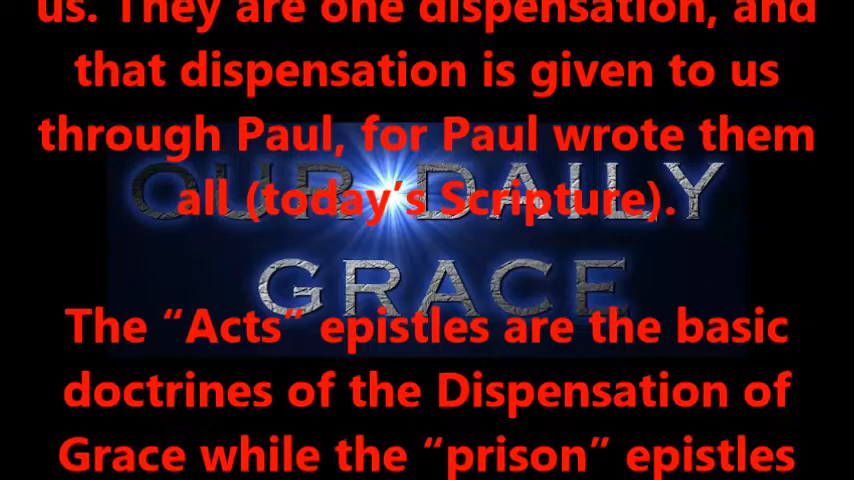 us. They are one dispensation, and
that dispensation is given to us
through Paul, for Paul wrote them
all (today’s Scripture).
OUR DAILY
GRACE
The “Acts” epistles are the basic
doctrines of the Dispensation of
Grace while the “prison” epistles